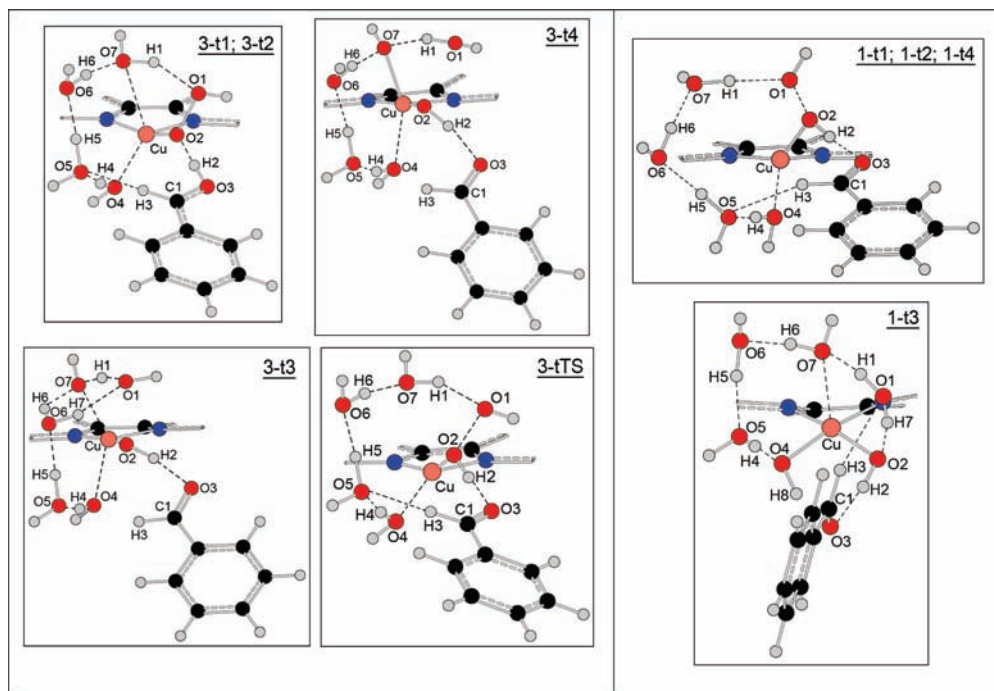 3-t1; 3-t2
O7
H6
H1
O6
O1
H5
Cu
O2
H2
O5
H4
C1
O3
O4
H3
3-t4
O7
H6
H1
O1
O6
Cu
O2
H2
H5
O5
H4
O4
O3
H3
C1
3-t3
H1
O7
O1
H6
O6
H7
Cu
O2
H2
H5
O5
H4
O4
O3
C1
H3
3-tTS
H6
O7
H1
O6
O1
O2
H5
Cu
H2
O5
H4
H3
C1
O3
O4
1-t1; 1-t2; 1-t4
O7
H1
O1
O2
H6
H2
O6
Cu
O3
C1
H5
H3
O5
H4
O4
1-t3
H6
O6
O7
H1
H5
O1
H7
O5
Cu
H4
O4
H3
O2
H8
C1
H2
O3